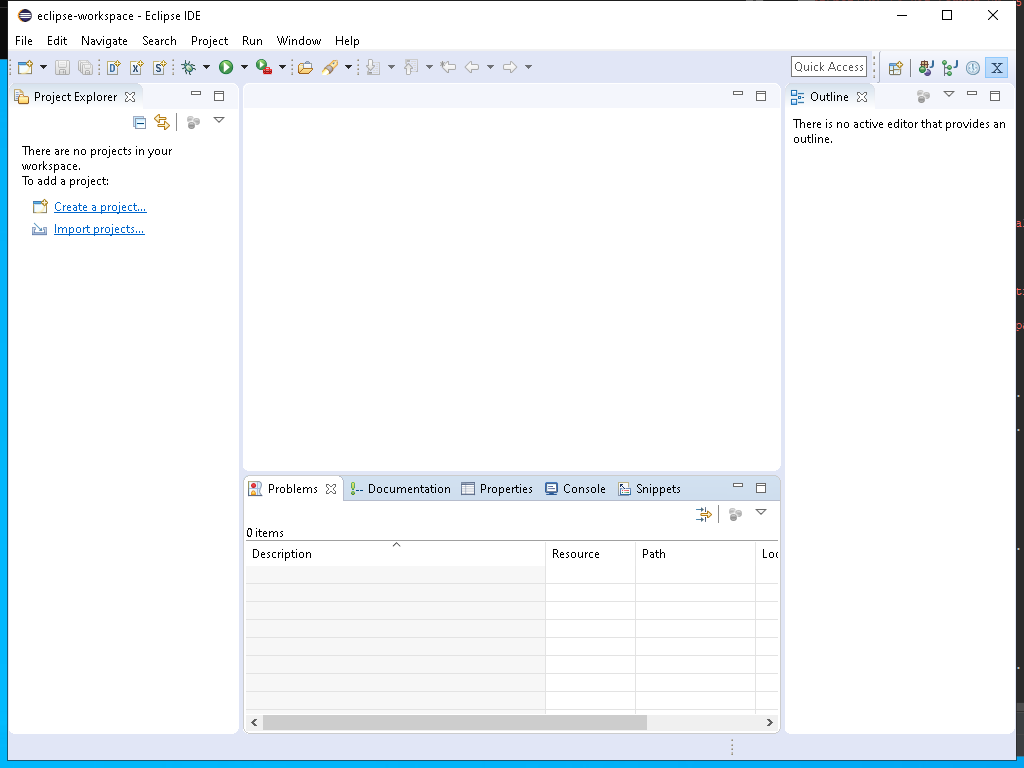 eclipse-workspace - Eclipse IDE
File Edit Navigate Search Project Run Window Help
Quick Access
Project Explorer
There are no projects in your
workspace.
To add a project:
Create a project...
Import projects...
Outline
There is no active editor that provides an
outline.
Problems Documentation Properties Console Snippets
0 items
Description Resource Path Loc